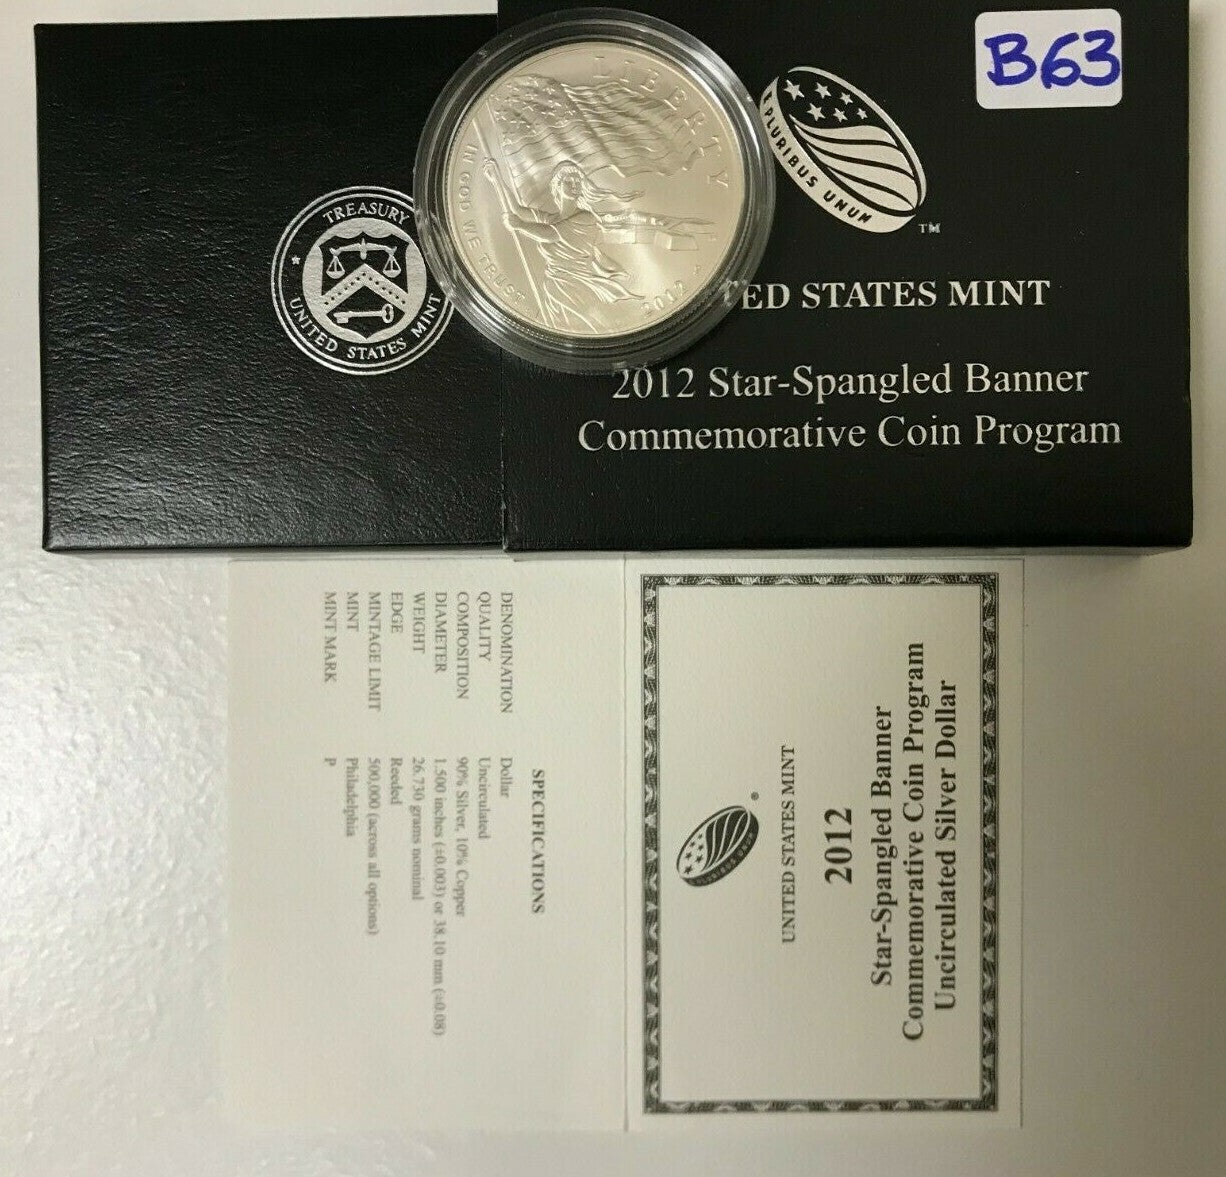 B63
LIBERTY
IN GOD WE TRUST
2012
P
E PLURIBUS UNUM
TM
TREASURY
UNITED STATES MINT
TED STATES MINT
2012 Star-Spangled Banner
Commemorative Coin Program
SPECIFICATIONS
DENOMINATION Dollar
QUALITY Uncirculated
COMPOSITION 90% Silver, 10% Copper
DIAMETER 1.500 inches (±0.003) or 38.10 mm (±0.08)
WEIGHT 26.730 grams nominal
EDGE Reeded
MINTAGE LIMIT 500,000 (across all options)
MINT Philadelphia
MINT MARK P
PLURIBUS UNUM
®
UNITED STATES MINT
2012
Star-Spangled Banner
Commemorative Coin Program
Uncirculated Silver Dollar